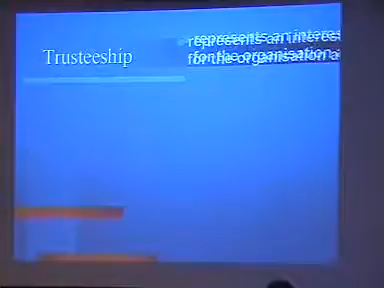 Trusteeship
represents an interest
for the organisation a